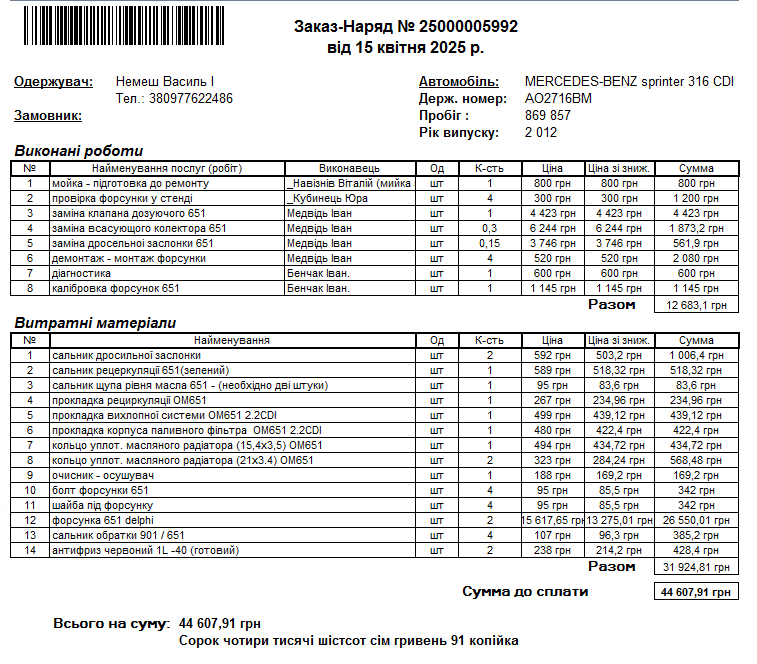 Заказ-Наряд № 25000005992
від 15 квітня 2025 р.
Одержувач: Немеш Василь І
Тел.: 380977622486
Замовник:
Автомобіль: MERCEDES-BENZ sprinter 316 CDI
Держ. номер: AO2716BM
Пробіг : 869 857
Рік випуску: 2 012
Виконані роботи
№ Найменування послуг (робіт) Виконавець Од К-сть Ціна Ціна зі зниж. Сумма
1 мойка - підготовка до ремонту _Навізнів Віталій (мийка шт 1 800 грн 800 грн 800 грн
2 провірка форсунки у стенді _Кубинець Юра шт 4 300 грн 300 грн 1 200 грн
3 заміна клапана дозуючого 651 Медвідь Іван шт 1 4 423 грн 4 423 грн 4 423 грн
4 заміна всасующого колектора 651 Медвідь Іван шт 0,3 6 244 грн 6 244 грн 1 873,2 грн
5 заміна дросельної заслонки 651 Медвідь Іван шт 0,15 3 746 грн 3 746 грн 561,9 грн
6 демонтаж - монтаж форсунки Медвідь Іван шт 4 520 грн 520 грн 2 080 грн
7 діагностика Бенчак Іван. шт 1 600 грн 600 грн 600 грн
8 калібровка форсунок 651 Бенчак Іван. шт 1 1 145 грн 1 145 грн 1 145 грн
Разом 12 683,1 грн
Витратні матеріали
№ Найменування Од К-сть Ціна Ціна зі зниж. Сумма
1 сальник дросильної заслонки шт 2 592 грн 503,2 грн 1 006,4 грн
2 сальник рецеркуляції 651(зелений) шт 1 589 грн 518,32 грн 518,32 грн
3 сальник щупа рівня масла 651 - (необхідно дві штуки) шт 1 95 грн 83,6 грн 83,6 грн
4 прокладка рециркуляції ОМ651 шт 1 267 грн 234,96 грн 234,96 грн
5 прокладка вихлопної системи ОМ651 2.2CDI шт 1 499 грн 439,12 грн 439,12 грн
6 прокладка корпуса паливного фільтра ОМ651 2.2CDI шт 1 480 грн 422,4 грн 422,4 грн
7 кольцо уплот. масляного радіатора (15,4x3,5) ОМ651 шт 1 494 грн 434,72 грн 434,72 грн
8 кольцо уплот. масляного радіатора (21x3.4) ОМ651 шт 2 323 грн 284,24 грн 568,48 грн
9 очисник - осушувач шт 1 188 грн 169,2 грн 169,2 грн
10 болт форсунки 651 шт 4 95 грн 85,5 грн 342 грн
11 шайба під форсунку шт 4 95 грн 85,5 грн 342 грн
12 форсунка 651 delphi шт 2 15 617,65 грн 13 275,01 грн 26 550,01 грн
13 сальник обратки 901 / 651 шт 4 107 грн 96,3 грн 385,2 грн
14 антифриз червоний 1L -40 (готовий) шт 2 238 грн 214,2 грн 428,4 грн
Разом 31 924,81 грн
Сумма до сплати 44 607,91 грн
Всього на суму: 44 607,91 грн
Сорок чотири тисячі шістсот сім гривень 91 копійка